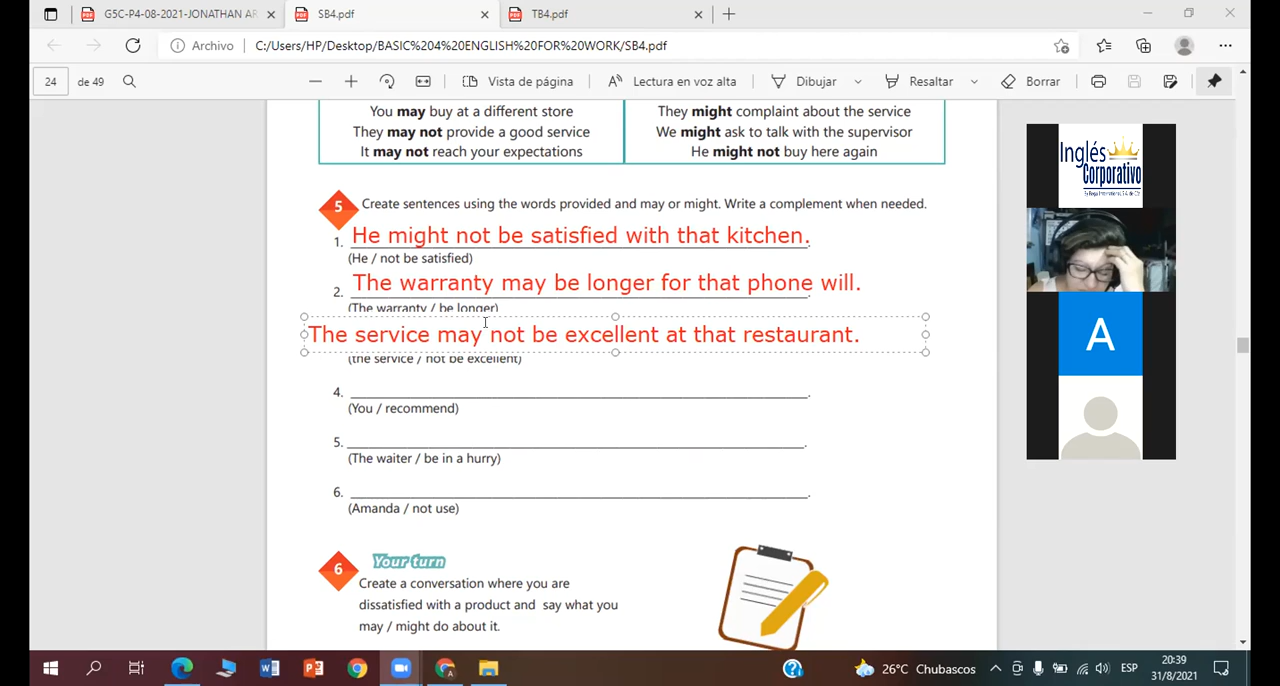 G5C-P4-08-2021-JONATHAN AR
SB4.pdf
TB4.pdf
Archivo
C:/Users/HP/Desktop/BASIC%204%20ENGLISH%20FOR%20WORK/SB4.pdf
24 de 49
Vista de página
Lectura en voz alta
Dibujar
Resaltar
Borrar
You may buy at a different store
They may not provide a good service
It may not reach your expectations
They might complaint about the service
We might ask to talk with the supervisor
He might not buy here again
5 Create sentences using the words provided and may or might. Write a complement when needed.
1. He might not be satisfied with that kitchen.
(He / not be satisfied)
2. The warranty may be longer for that phone will.
(The warranty / be longer)
The service may not be excellent at that restaurant.
(the service / not be excellent)
4.
(You / recommend)
5.
(The waiter / be in a hurry)
6.
(Amanda / not use)
6 Your turn
Create a conversation where you are
dissatisfied with a product and say what you
may / might do about it.
Inglés
Corporativo
A
26°C Chubascos
ESP
20:39
31/8/2021